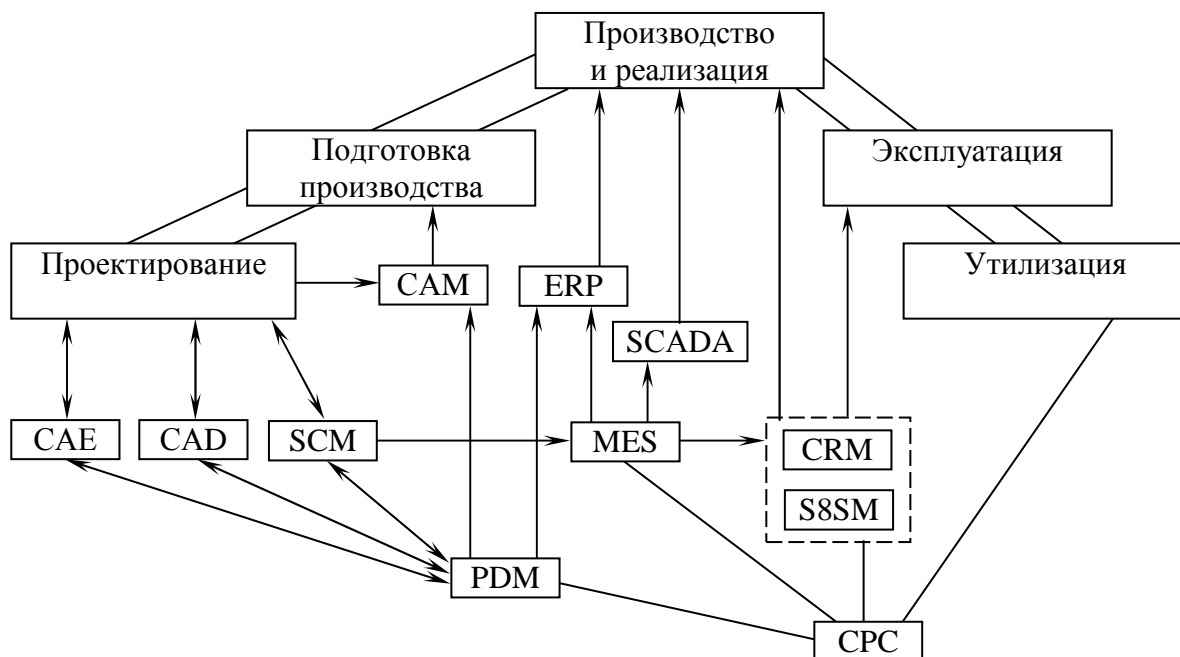 Производство
и реализация
Подготовка
производства
Эксплуатация
Проектирование
CAM
ERP
Утилизация
SCADA
CAE
CAD
SCM
MES
CRM
S8SM
PDM
CPC